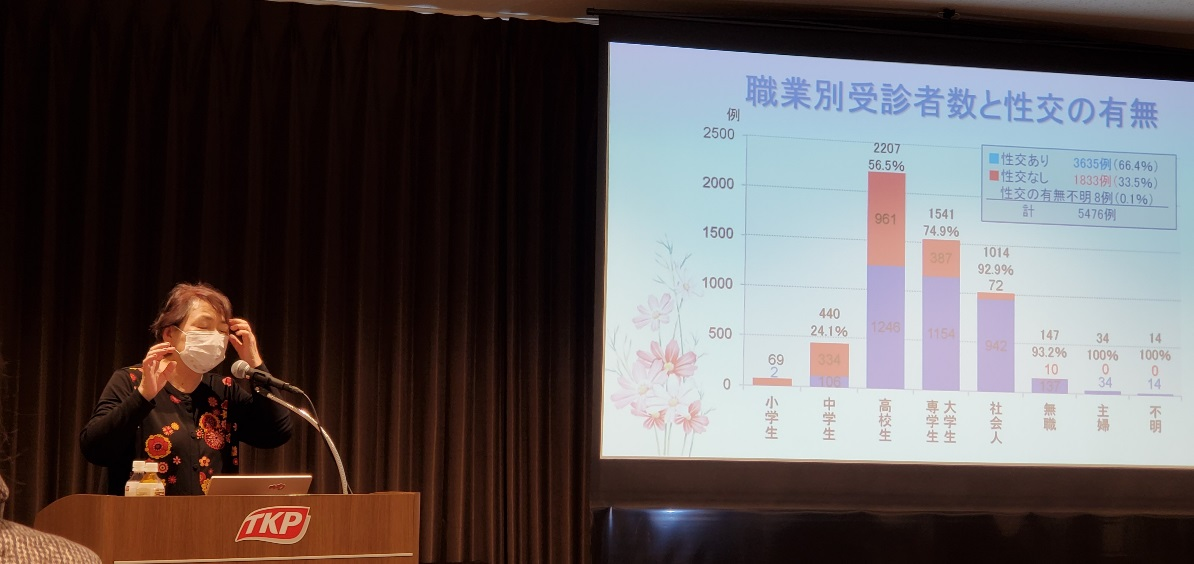 職業別受診者数と性交の有無
例
2500
2000
1500
1000
500
0
性交あり 3635例(66.4%)
性交なし 1833例(33.5%)
性交の有無不明 8例(0.1%)
計 5476例
69
2
440
24.1%
334
106
2207
56.5%
961
1246
1541
74.9%
387
1154
1014
92.9%
72
942
147
93.2%
10
137
34
100%
0
34
14
100%
0
14
小学生
中学生
高校生
大学生
専学生
社会人
無職
主婦
不明
TKP